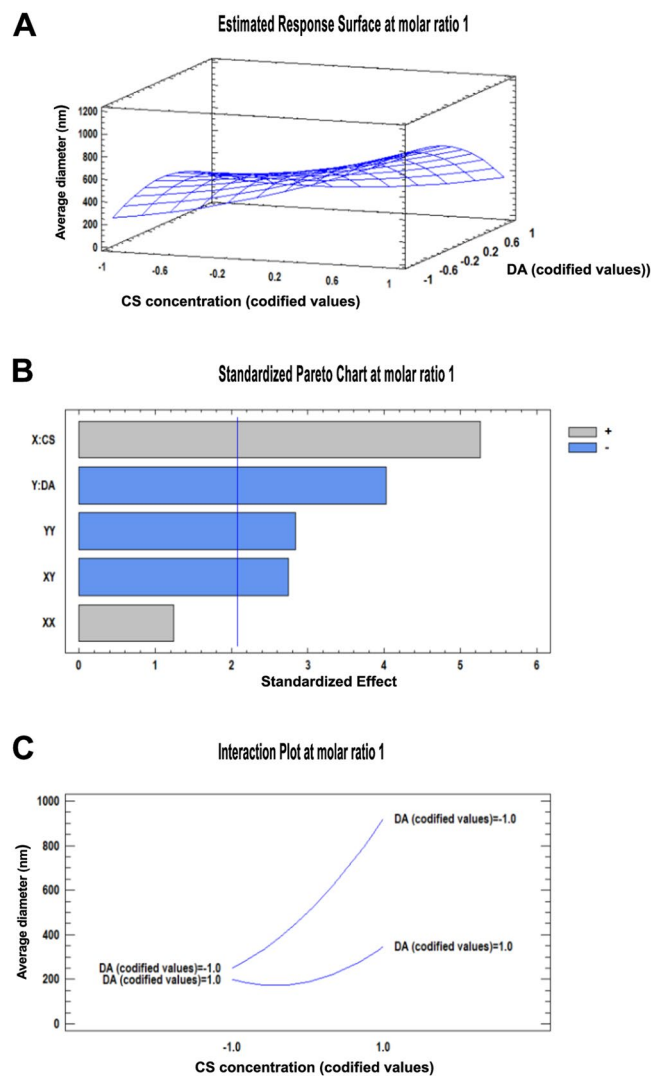 A
Estimated Response Surface at molar ratio 1
Average diameter (nm)
1200
1000
800
600
400
200
0
-1
-0.6
-0.2
0.2
0.6
1
CS concentration (codified values)
-1
-0.6
-0.2
0.2
0.6
1
DA (codified values))
B
Standardized Pareto Chart at molar ratio 1
X:CS
Y:DA
YY
XY
XX
+
-
0 1 2 3 4 5 6
Standardized Effect
C
Interaction Plot at molar ratio 1
Average diameter (nm)
1000
800
600
400
200
0
DA (codified values)=-1.0
DA (codified values)=1.0
DA (codified values)=-1.0
DA (codified values)=1.0
-1.0 1.0
CS concentration (codified values)